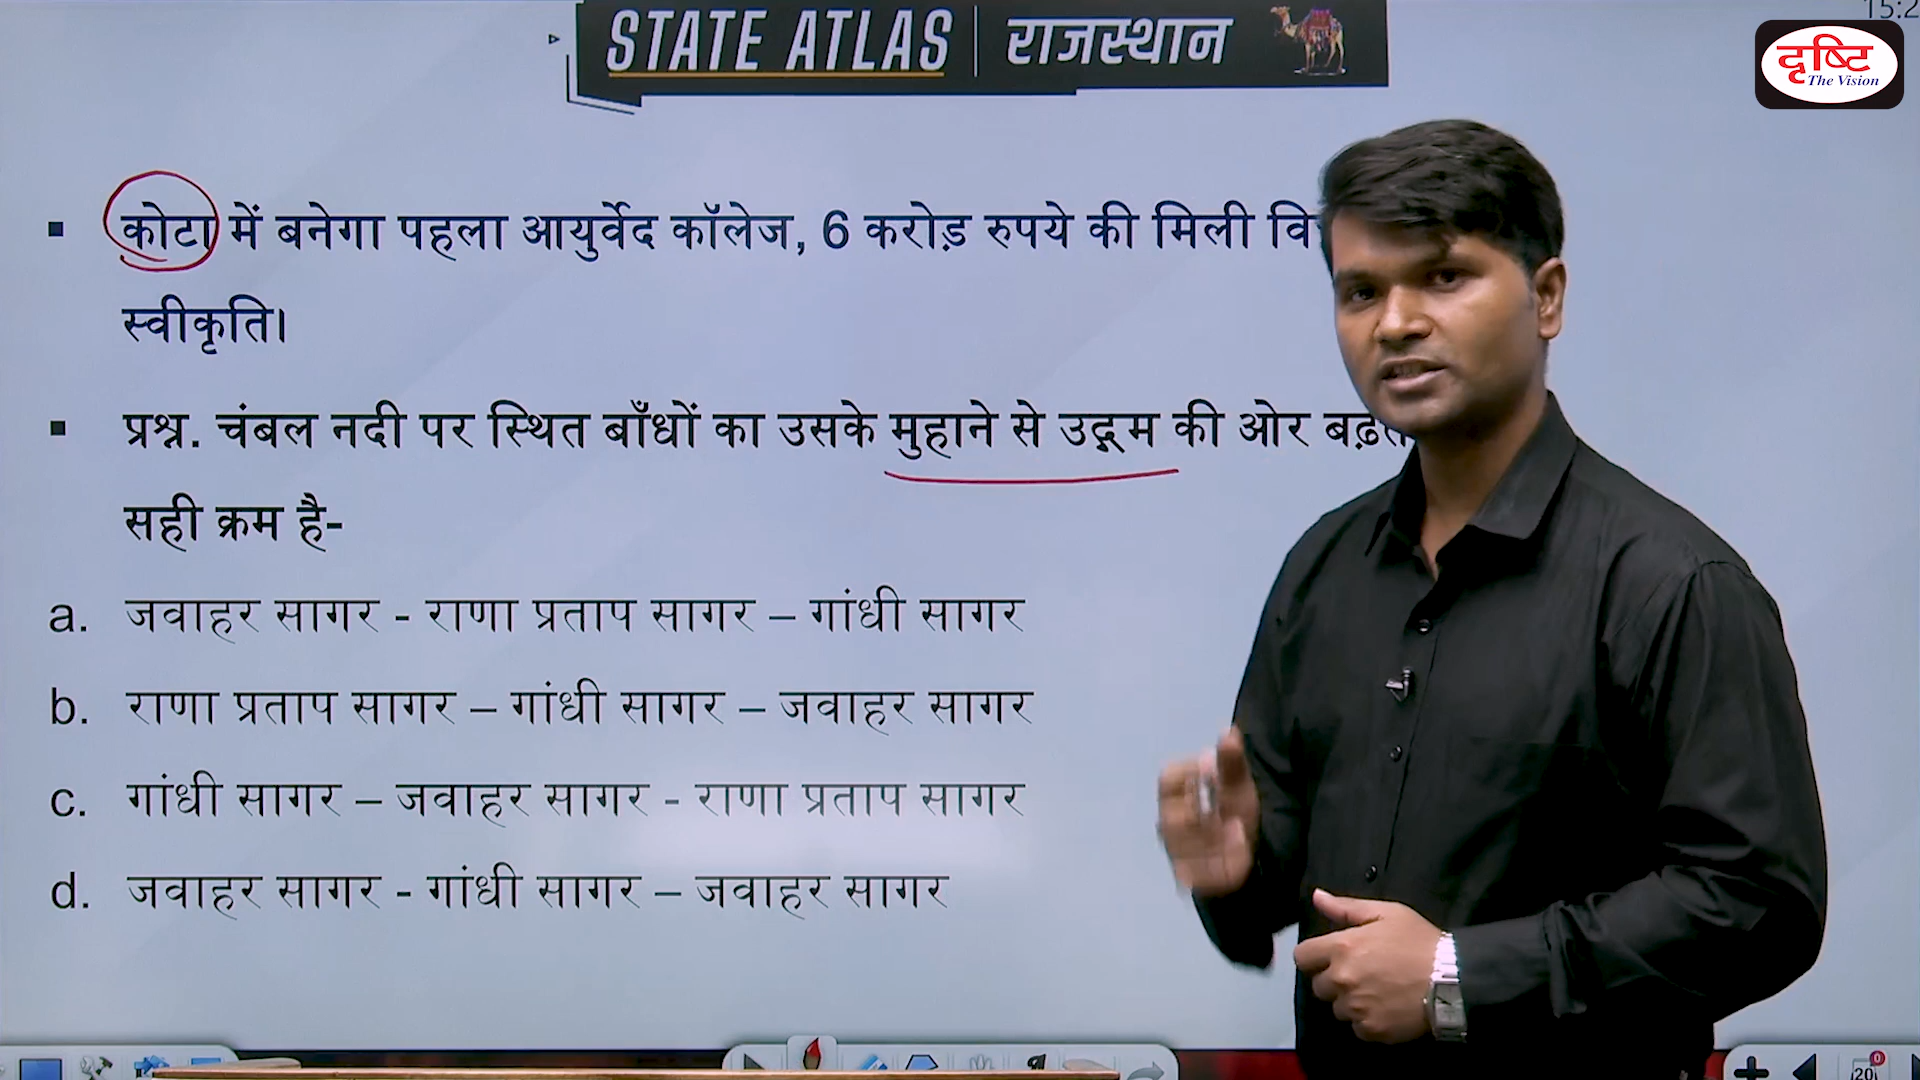 STATE ATLAS | राजस्थान
दृष्टि
The Vision
▪ कोटा में बनेगा पहला आयुर्वेद कॉलेज, 6 करोड़ रुपये की मिली
स्वीकृति।
▪ प्रश्न. चंबल नदी पर स्थित बाँधों का उसके मुहाने से उद्गम की ओर
सही क्रम है-
a. जवाहर सागर - राणा प्रताप सागर – गांधी सागर
b. राणा प्रताप सागर – गांधी सागर – जवाहर सागर
c. गांधी सागर – जवाहर सागर - राणा प्रताप सागर
d. जवाहर सागर - गांधी सागर – जवाहर सागर